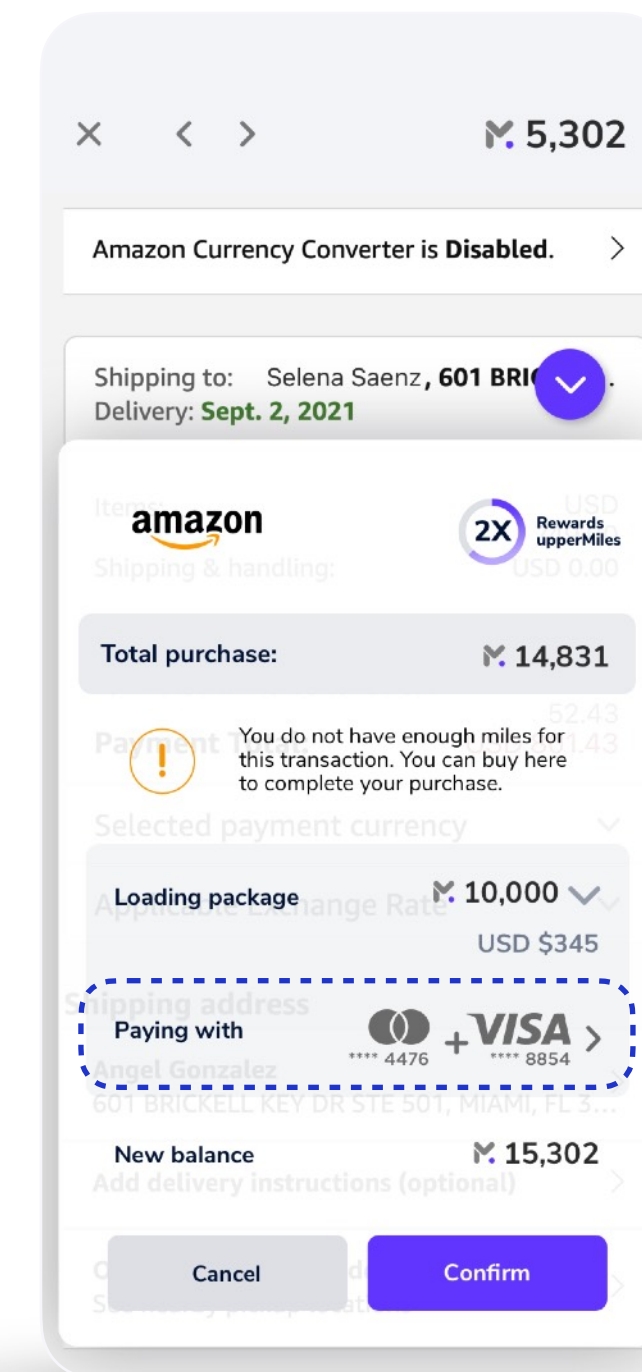 5,302
Amazon Currency Converter is Disabled.
Shipping to: Selena Saenz, 601 BRI
Delivery: Sept. 2, 2021
Items: USD
amazon
2X Rewards
upperMiles
Shipping & handling: USD 0.00
Total purchase: 14,831
52.43
Payment Total: USD 801.43
You do not have enough miles for
this transaction. You can buy here
to complete your purchase.
Selected payment currency
Loading package 10,000
Applicable Exchange Rate
USD $345
Shipping address
Paying with + VISA
**** 4476 **** 8854
Angel Gonzalez
601 BRICKELL KEY DR STE 501, MIAMI, FL 3...
New balance 15,302
Add delivery instructions (optional)
Cancel Confirm